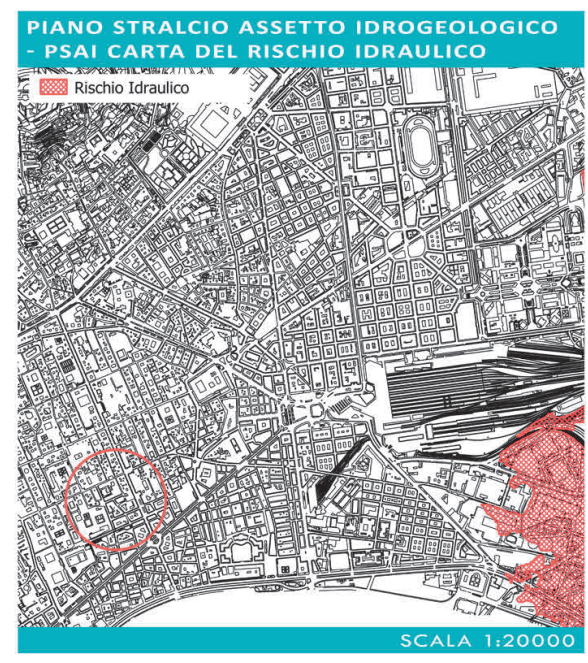 PIANO STRALCIO ASSETTO IDROGEOLOGICO
- PSAI CARTA DEL RISCHIO IDRAULICO
Rischio Idraulico
SCALA 1:20000